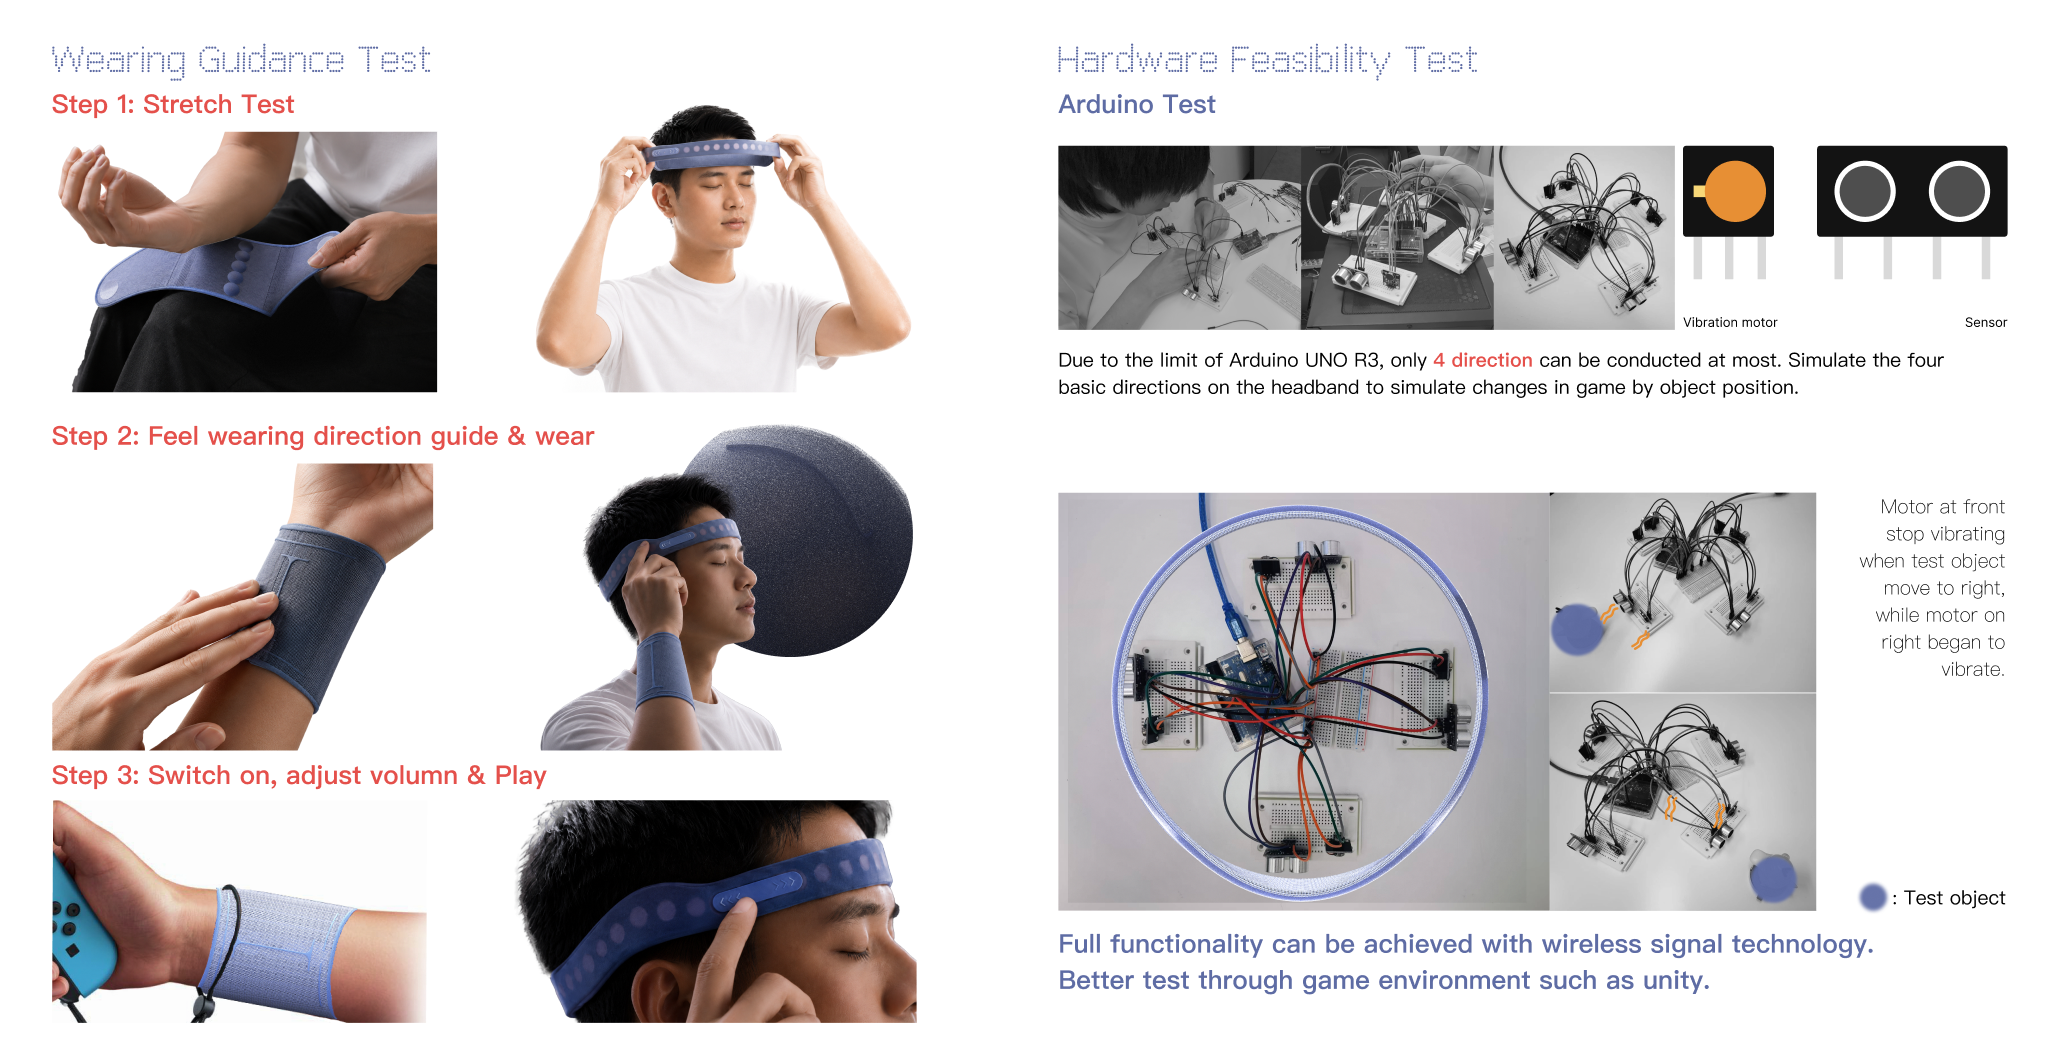 Wearing Guidance Test
Step 1: Stretch Test
Step 2: Feel wearing direction guide & wear
Step 3: Switch on, adjust volumn & Play
Hardware Feasibility Test
Arduino Test
Vibration motor
Sensor
Due to the limit of Arduino UNO R3, only 4 direction can be conducted at most. Simulate the four
basic directions on the headband to simulate changes in game by object position.
Motor at front
stop vibrating
when test object
move to right,
while motor on
right began to
vibrate.
: Test object
Full functionality can be achieved with wireless signal technology.
Better test through game environment such as unity.